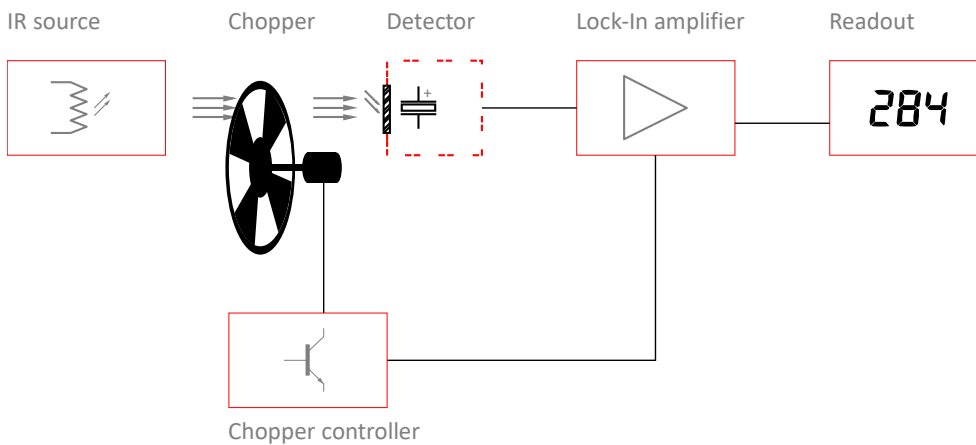 IR source
Chopper
Detector
Lock-In amplifier
Readout
+
284
Chopper controller